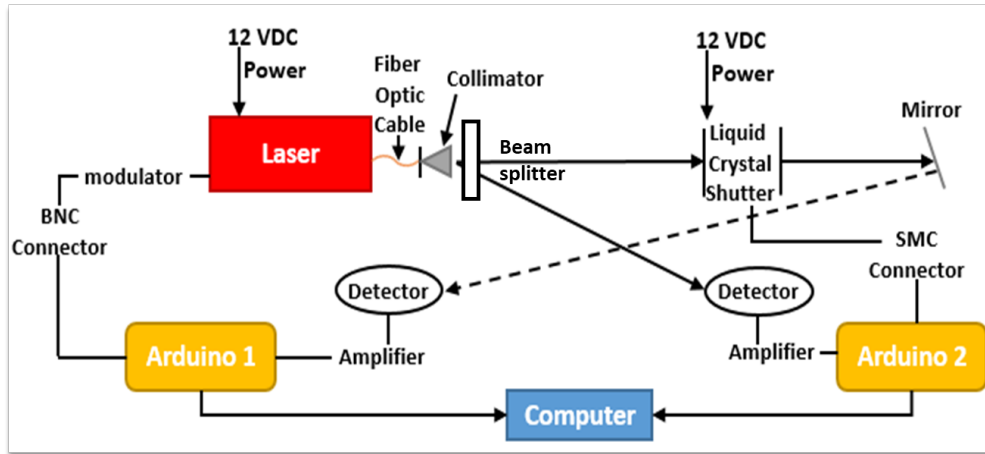 12 VDC
Power
Fiber
Optic
Cable
Collimator
12 VDC
Power
Mirror
Laser
Beam
splitter
Liquid
Crystal
Shutter
modulator
BNC
Connector
SMC
Connector
Detector
Detector
Arduino 1
Amplifier
Amplifier
Arduino 2
Computer